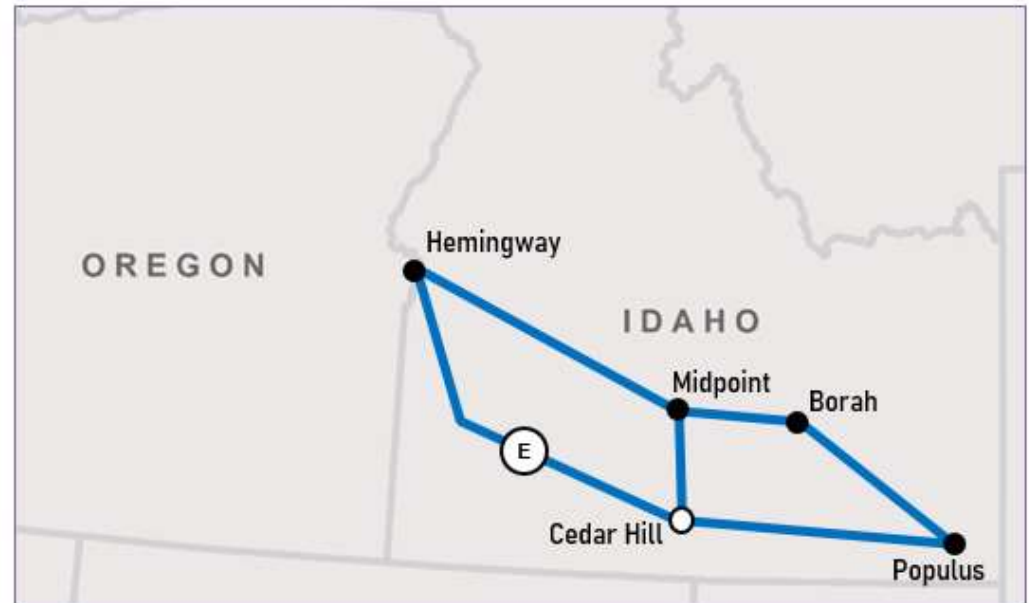 Hemingway
OREGON
IDAHO
Midpoint
Borah
E
Cedar Hill
Populus